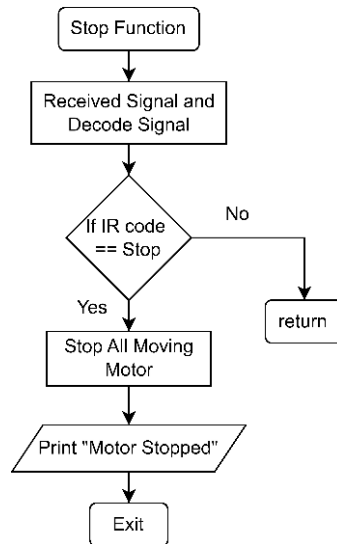 Stop Function
Received Signal and
Decode Signal
If IR code
== Stop
No
return
Yes
Stop All Moving
Motor
Print "Motor Stopped"
Exit